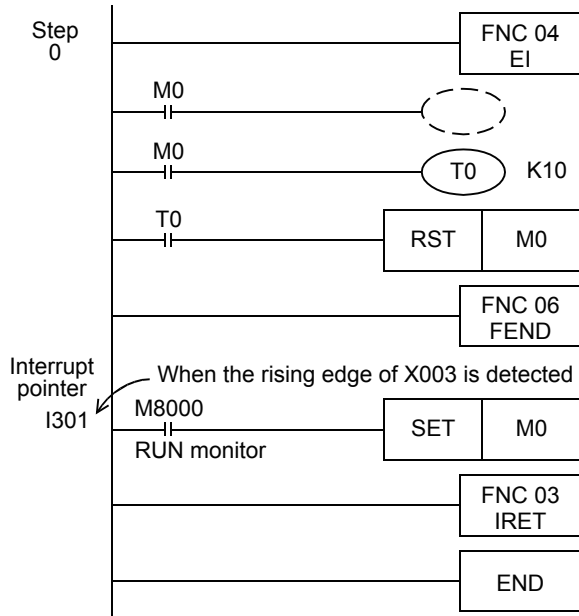 Step
0
FNC 04
EI
M0
M0
T0 K10
T0
RST M0
FNC 06
FEND
Interrupt
pointer
I301
When the rising edge of X003 is detected
M8000
RUN monitor
SET M0
FNC 03
IRET
END